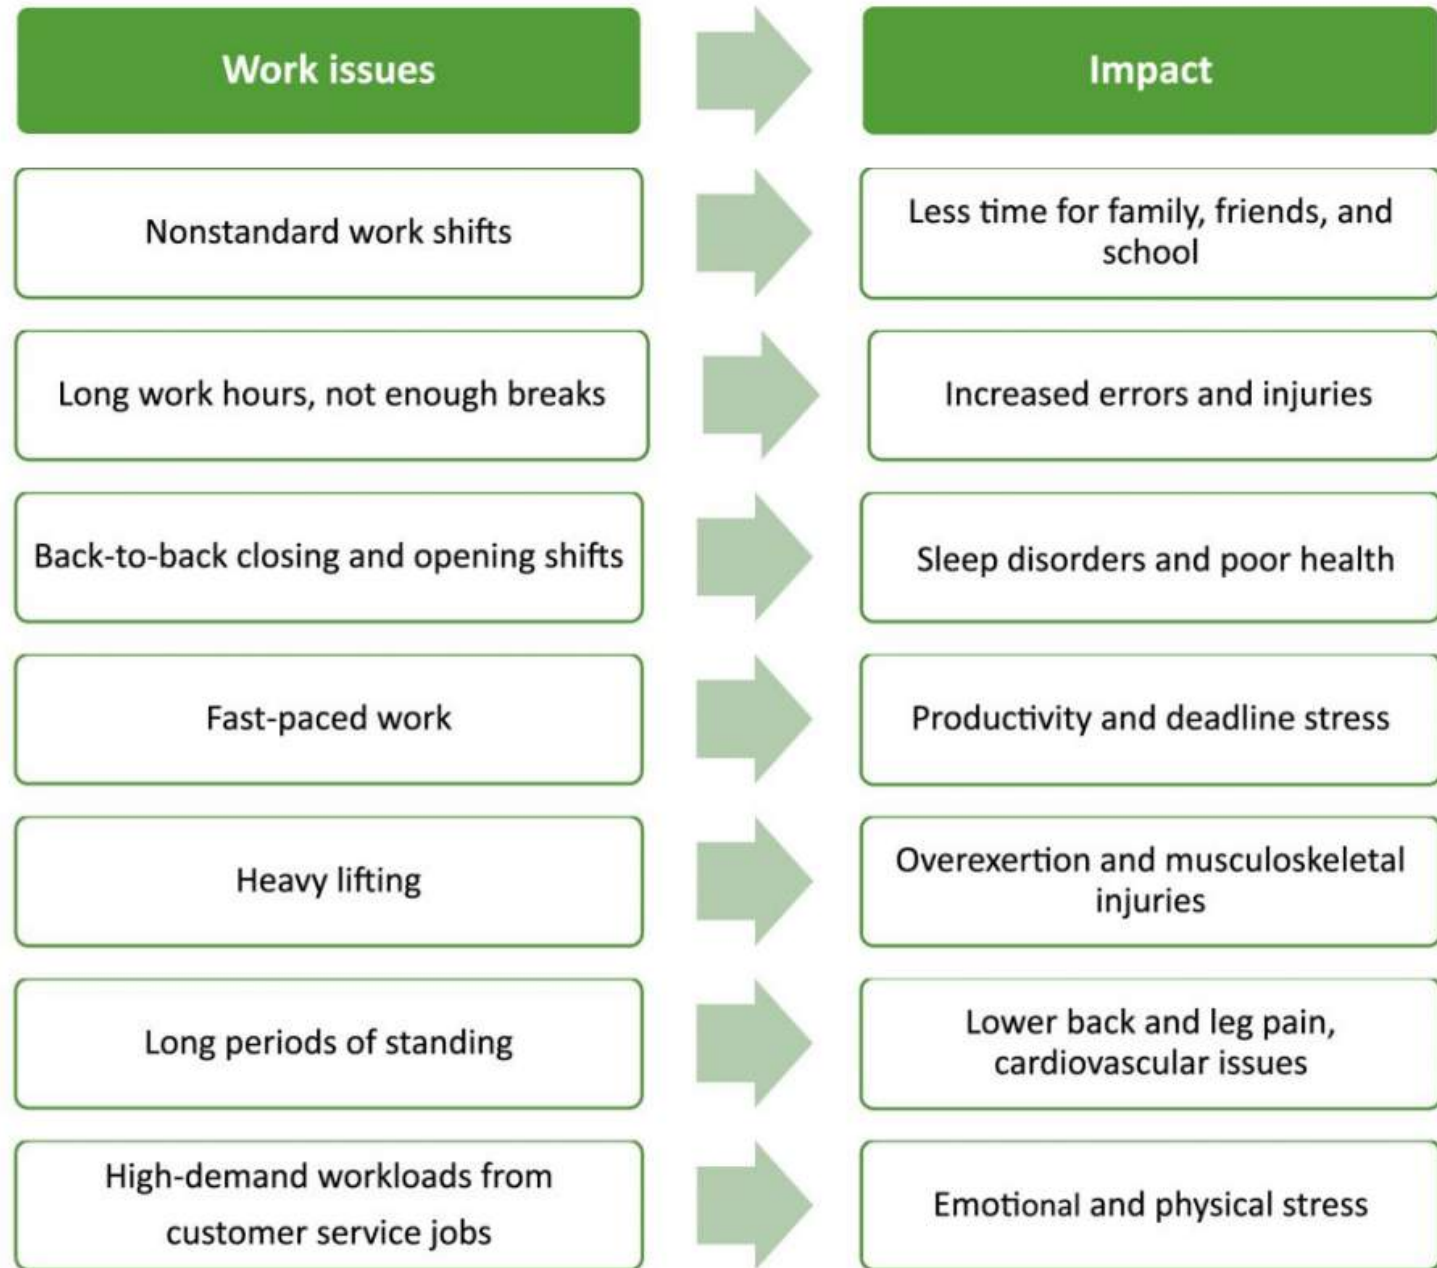 Work issues
Impact
Nonstandard work shifts
Less time for family, friends, and
school
Long work hours, not enough breaks
Increased errors and injuries
Back-to-back closing and opening shifts
Sleep disorders and poor health
Fast-paced work
Productivity and deadline stress
Heavy lifting
Overexertion and musculoskeletal
injuries
Long periods of standing
Lower back and leg pain,
cardiovascular issues
High-demand workloads from
customer service jobs
Emotional and physical stress